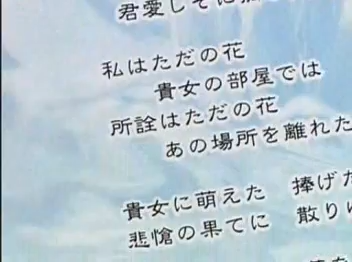 君愛しそに
私はただの花
貴女の部屋では
所詮はただの花
あの場所を離れた
貴女に萌えた 捧げた
悲愴の果てに 散りゆ